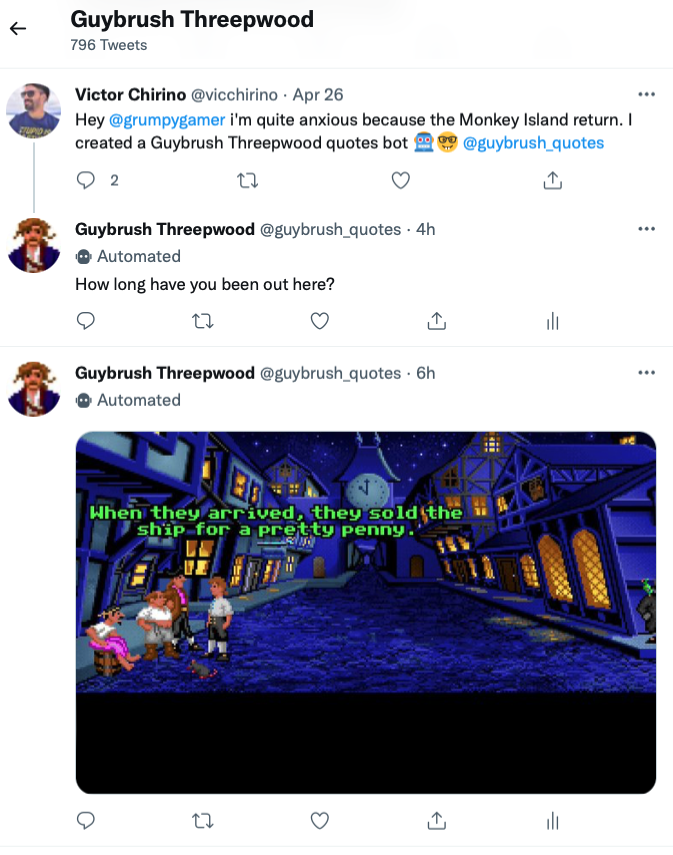 Guybrush Threepwood
796 Tweets
Victor Chirino @vicchirino · Apr 26
Hey @grumpygamer i'm quite anxious because the Monkey Island return. I
created a Guybrush Threepwood quotes bot 🤖🤓 @guybrush_quotes
2
Guybrush Threepwood @guybrush_quotes · 4h
Automated
How long have you been out here?
Guybrush Threepwood @guybrush_quotes · 6h
Automated
When they arrived, they sold the
ship for a pretty penny.